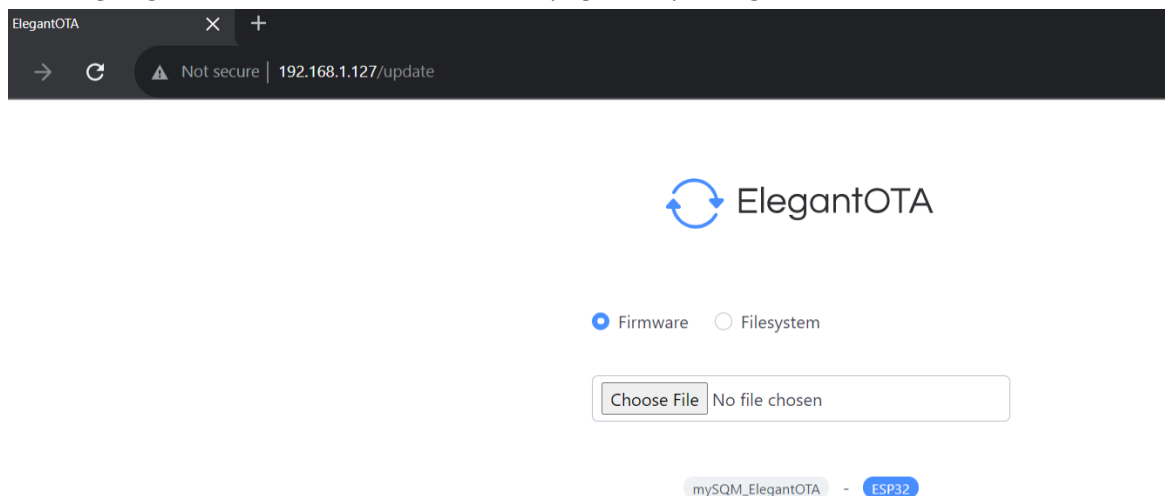 ElegantOTA
Not secure | 192.168.1.127/update
ElegantOTA
Firmware Filesystem
Choose File No file chosen
mySQM_ElegantOTA - ESP32